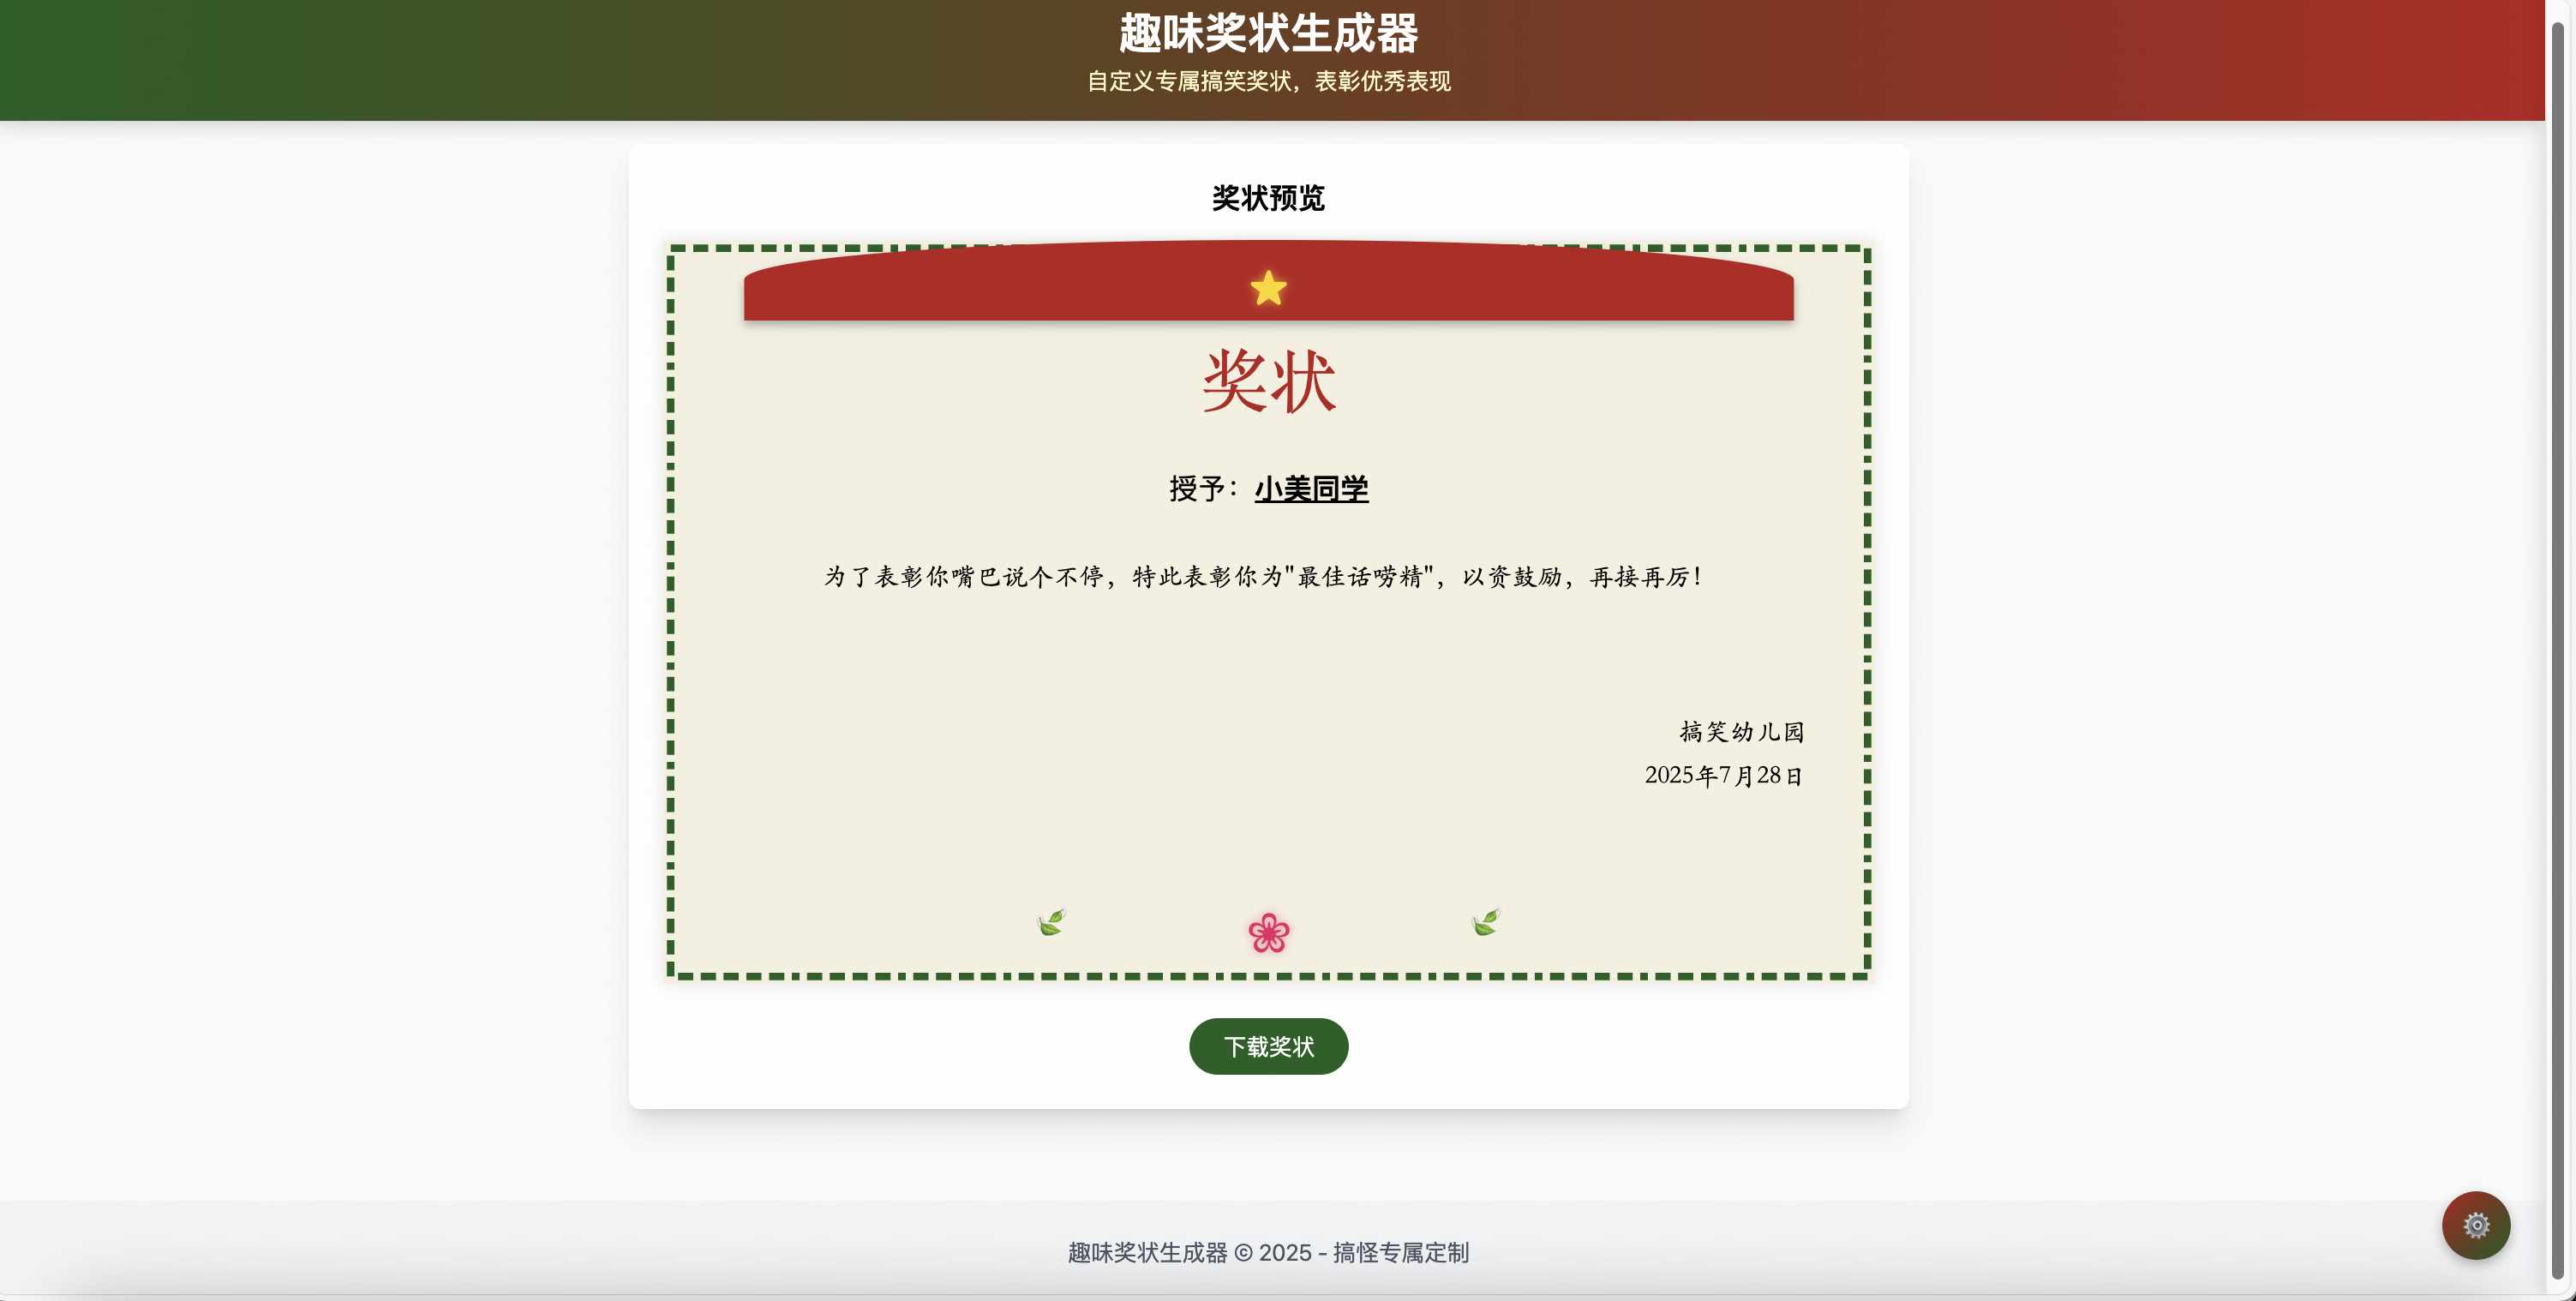 趣味奖状生成器
自定义专属搞笑奖状，表彰优秀表现
奖状预览
奖状
授予：小美同学
为了表彰你嘴巴说个不停，特此表彰你为"最佳话唠精"，以资鼓励，再接再厉！
搞笑幼儿园
2025年7月28日
下载奖状
趣味奖状生成器 © 2025 - 搞怪专属定制